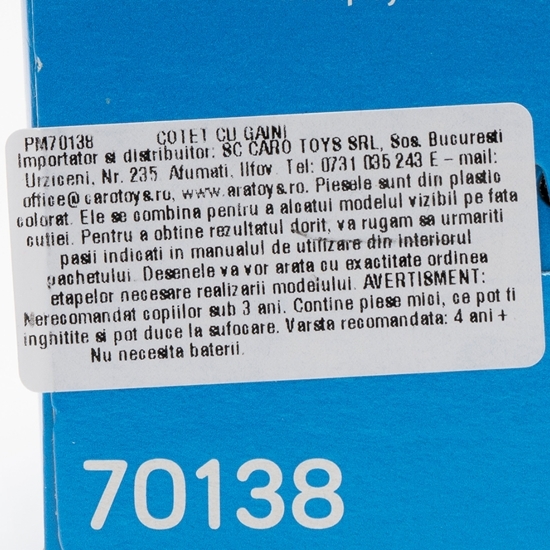 PM70138 COTET CU GAINI
Importator si distribuitor: SC CARO TOYS SRL, Sos. Bucuresti
Urziceni, Nr. 235 Afumati, Ilfov. Tel: 0731 035 243 E - mail:
office@carotoys.ro, www.aratoys.ro. Piesele sunt din plastic
colorat. Ele se combina pentru a alcatui modelul vizibil pe fata
cutiei. Pentru a obtine rezultatul dorit, va rugam sa urmariti
pasii indicati in manualul de utilizare din interiorul
pachetului. Desenele va vor arata cu exactitate ordinea
etapelor necesare realizarii modelului. AVERTISMENT:
Nerecomandat copiilor sub 3 ani. Contine piese mici, ce pot fi
inghitite si pot duce la sufocare. Varsta recomandata: 4 ani +
Nu necesita baterii.
70138